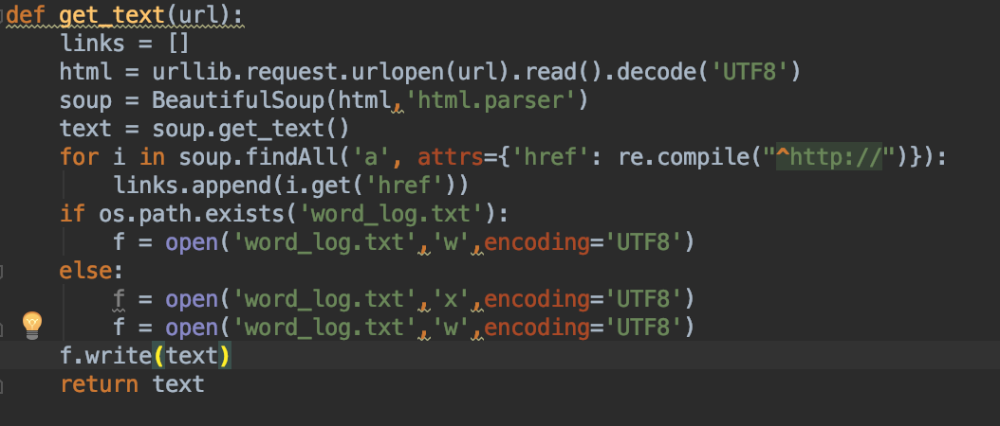 def get_text(url):
    links = []
    html = urllib.request.urlopen(url).read().decode('UTF8')
    soup = BeautifulSoup(html,'html.parser')
    text = soup.get_text()
    for i in soup.findAll('a', attrs={'href': re.compile("^http://")}):
        links.append(i.get('href'))
    if os.path.exists('word_log.txt'):
        f = open('word_log.txt','w',encoding='UTF8')
    else:
        f = open('word_log.txt','x',encoding='UTF8')
        f = open('word_log.txt','w',encoding='UTF8')
    f.write(text)
    return text